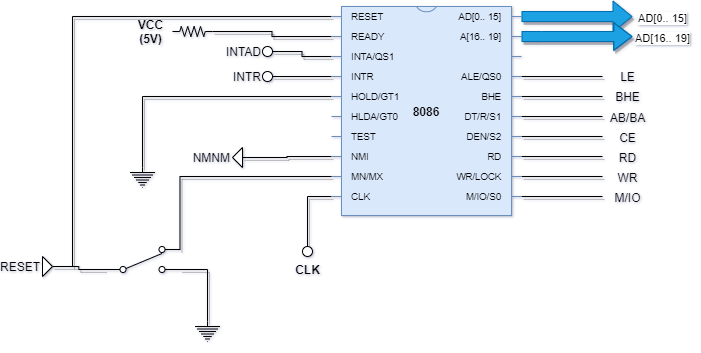 VCC
(5V)
INTAD
INTR
NMNM
RESET
CLK
RESET
READY
INTA/QS1
INTR
HOLD/GT1
HLDA/GT0
TEST
NMI
MN/MX
CLK
8086
AD[0.. 15]
A[16.. 19]
ALE/QS0
BHE
DT/R/S1
DEN/S2
RD
WR/LOCK
M/IO/S0
AD[0.. 15]
AD[16.. 19]
LE
BHE
AB/BA
CE
RD
WR
M/IO